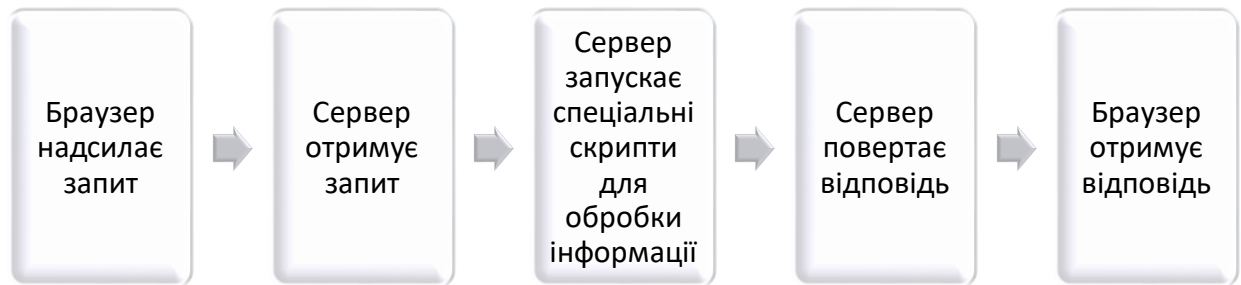 Браузер
надсилає
запит
Сервер
отримує
запит
Сервер
запускає
спеціальні
скрипти
для
обробки
інформації
Сервер
повертає
відповідь
Браузер
отримує
відповідь